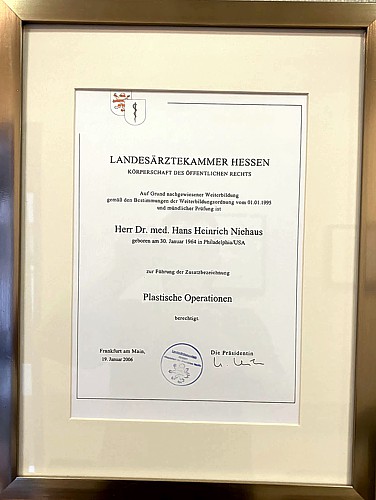 LANDESÄRZTEKAMMER HESSEN
KÖRPERSCHAFT DES ÖFFENTLICHEN RECHTS
Auf Grund nachgewiesener Weiterbildung
gemäß den Bestimmungen der Weiterbildungsordnung vom 01.01.1995
und mündlicher Prüfung ist
Herr Dr. med. Hans Heinrich Niehaus
geboren am 30. Januar 1964 in Philadelphia/USA
zur Führung der Zusatzbezeichnung
Plastische Operationen
berechtigt.
Frankfurt am Main,
19. Januar 2006
Die Präsidentin